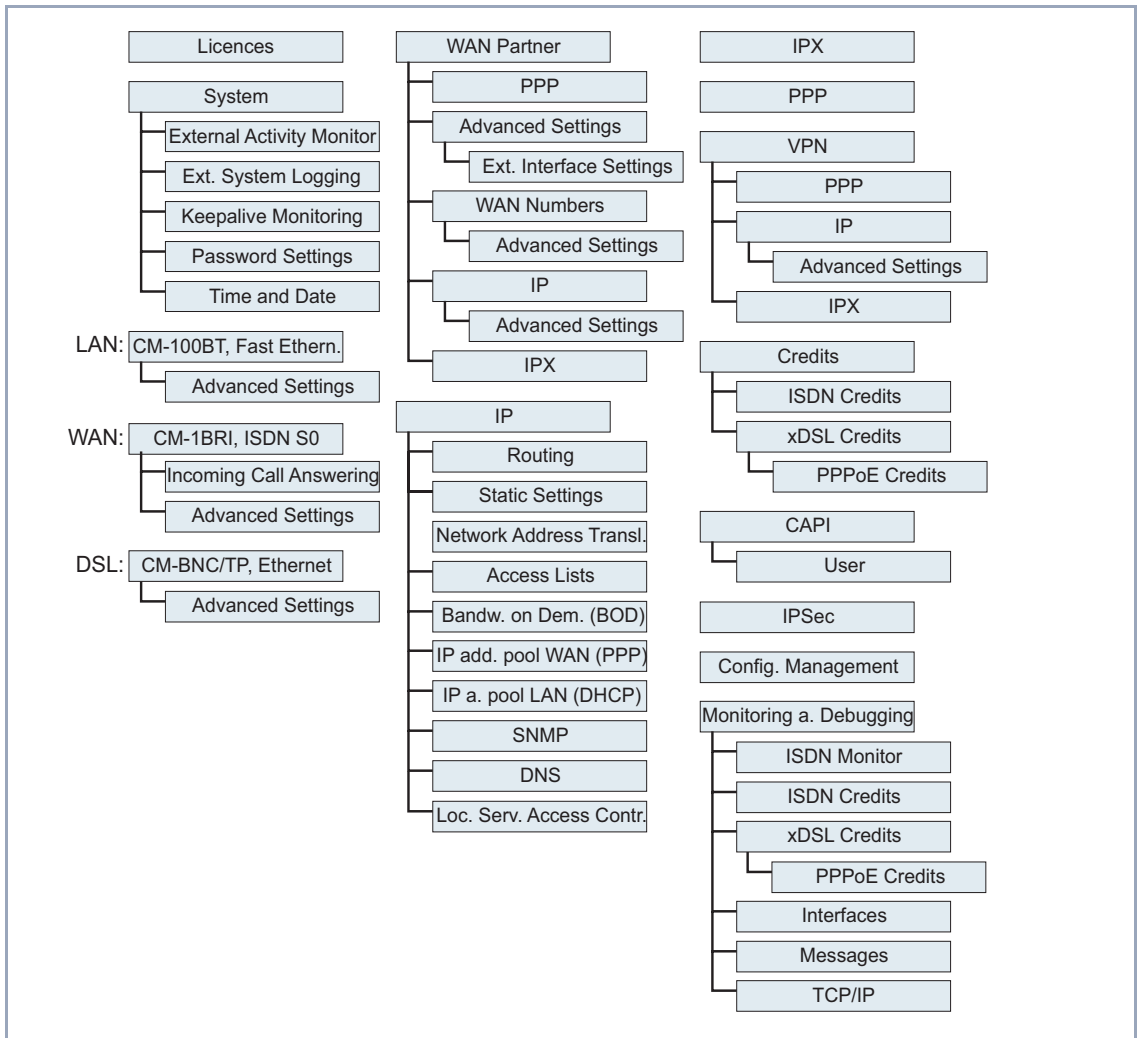 Licences
System
External Activity Monitor
Ext. System Logging
Keepalive Monitoring
Password Settings
Time and Date
LAN: CM-100BT, Fast Ethern.
Advanced Settings
WAN: CM-1BRI, ISDN S0
Incoming Call Answering
Advanced Settings
DSL: CM-BNC/TP, Ethernet
Advanced Settings
WAN Partner
PPP
Advanced Settings
Ext. Interface Settings
WAN Numbers
Advanced Settings
IP
Advanced Settings
IPX
IP
Routing
Static Settings
Network Address Transl.
Access Lists
Bandw. on Dem. (BOD)
IP add. pool WAN (PPP)
IP a. pool LAN (DHCP)
SNMP
DNS
Loc. Serv. Access Contr.
IPX
PPP
VPN
PPP
IP
Advanced Settings
IPX
Credits
ISDN Credits
xDSL Credits
PPPoE Credits
CAPI
User
IPSec
Config. Management
Monitoring a. Debugging
ISDN Monitor
ISDN Credits
xDSL Credits
PPPoE Credits
Interfaces
Messages
TCP/IP